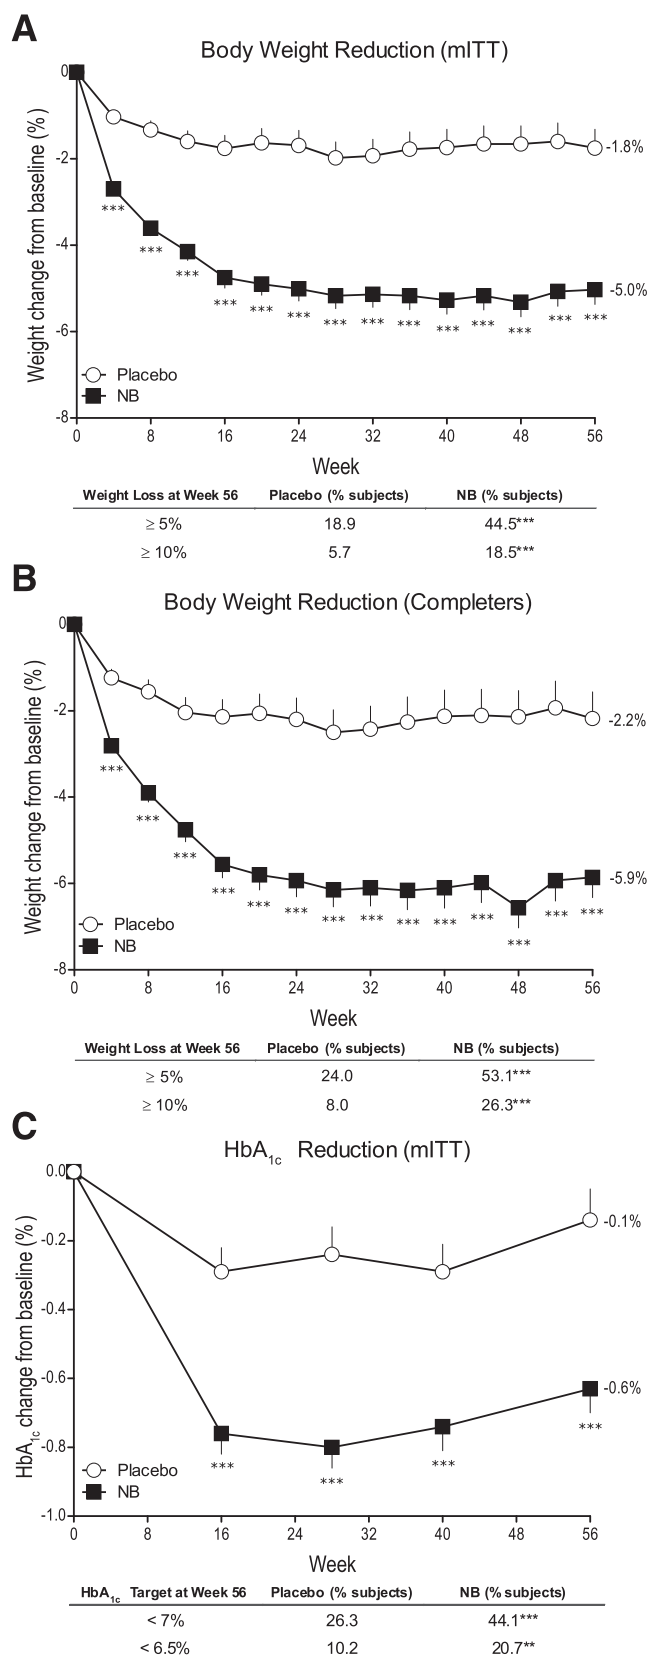 A
Body Weight Reduction (mITT)
Weight change from baseline (%)
0
-2
-4
-6
-8
-1.8%
-5.0%
***
***
***
***
***
***
***
***
***
***
***
***
***
***
Placebo
NB
0 8 16 24 32 40 48 56
Week
Weight Loss at Week 56 Placebo (% subjects) NB (% subjects)
≥ 5% 18.9 44.5***
≥ 10% 5.7 18.5***
B
Body Weight Reduction (Completers)
Weight change from baseline (%)
0
-2
-4
-6
-8
-2.2%
-5.9%
***
***
***
***
***
***
***
***
***
***
***
***
***
***
Placebo
NB
0 8 16 24 32 40 48 56
Week
Weight Loss at Week 56 Placebo (% subjects) NB (% subjects)
≥ 5% 24.0 53.1***
≥ 10% 8.0 26.3***
C
HbA1c Reduction (mITT)
HbA1c change from baseline (%)
0.0
-0.2
-0.4
-0.6
-0.8
-1.0
-0.1%
-0.6%
***
***
***
***
Placebo
NB
0 8 16 24 32 40 48 56
Week
HbA1c Target at Week 56 Placebo (% subjects) NB (% subjects)
< 7% 26.3 44.1***
< 6.5% 10.2 20.7**